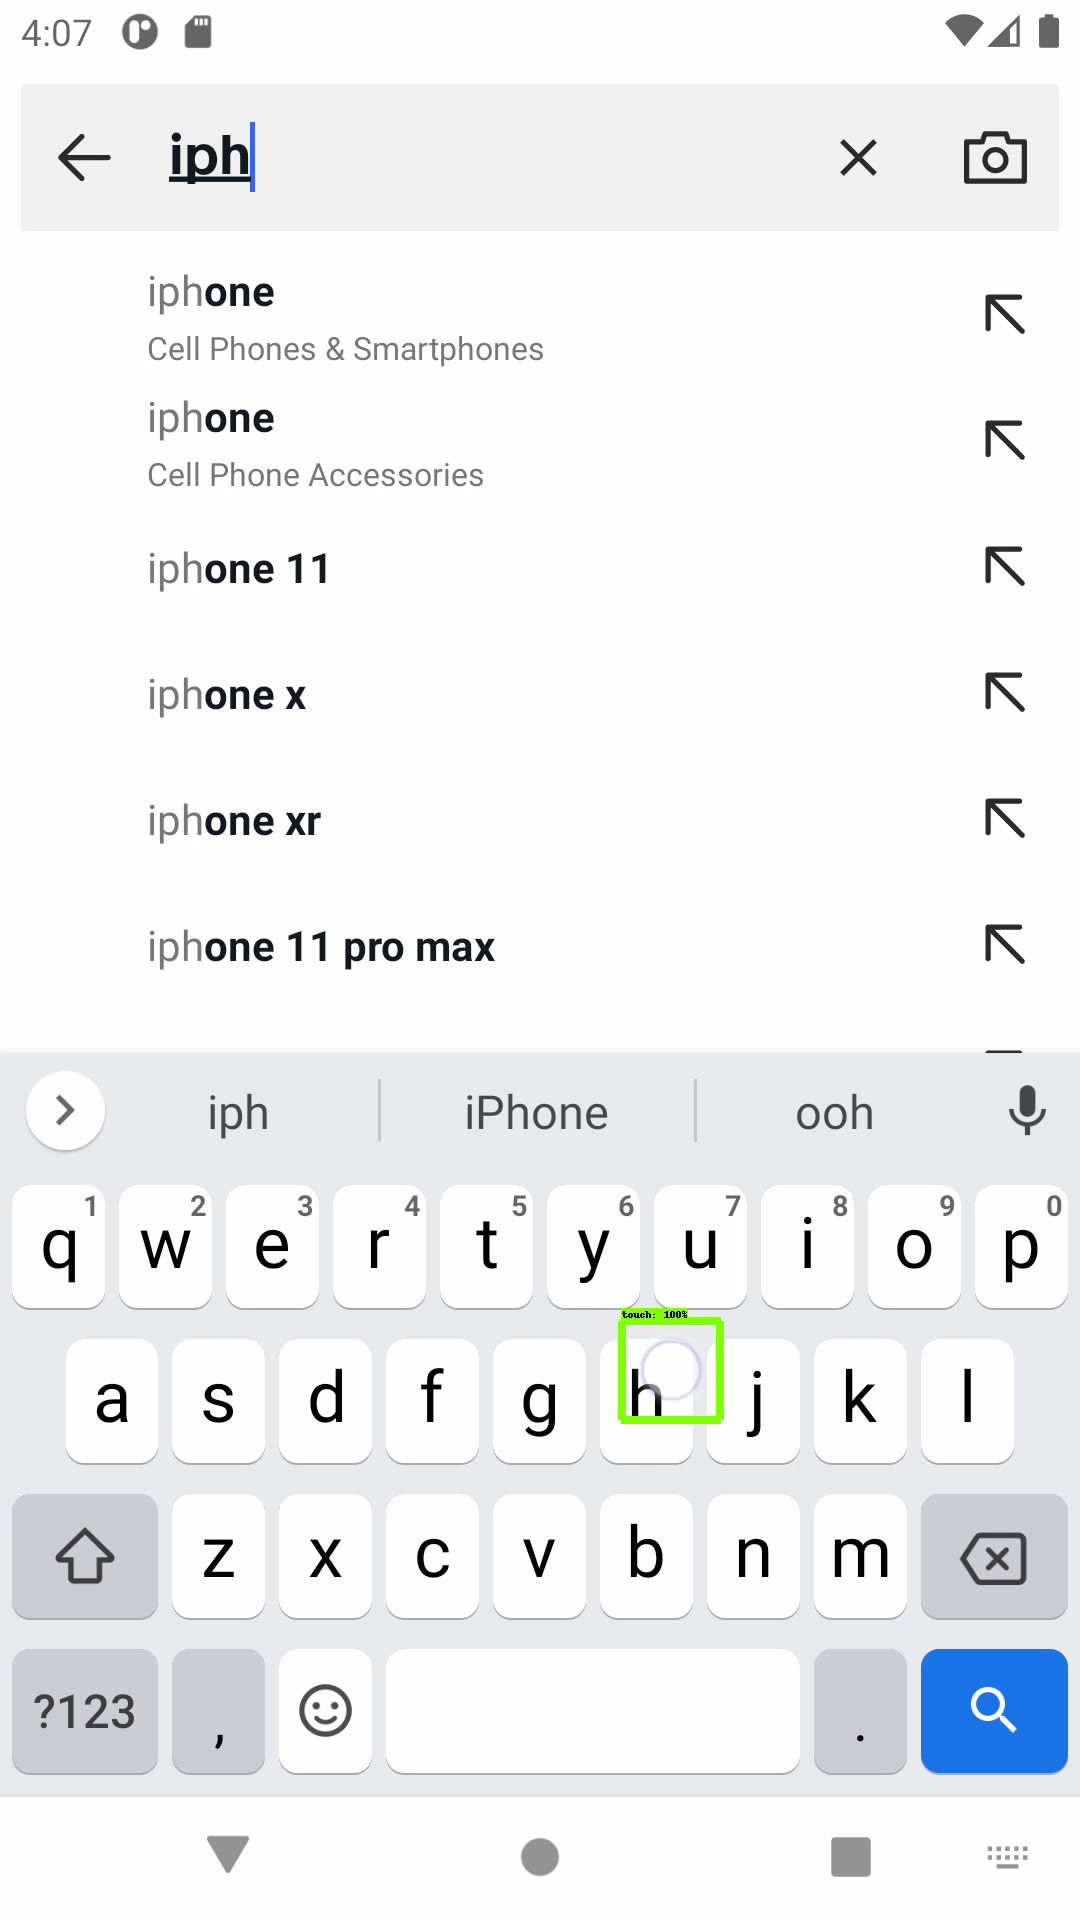 4:07
iph
iphone
Cell Phones & Smartphones
iphone
Cell Phone Accessories
iphone 11
iphone x
iphone xr
iphone 11 pro max
iph iPhone ooh
1 2 3 4 5 6 7 8 9 0
q w e r t y u i o p
touch: 100%
a s d f g h j k l
z x c v b n m
?123 , .